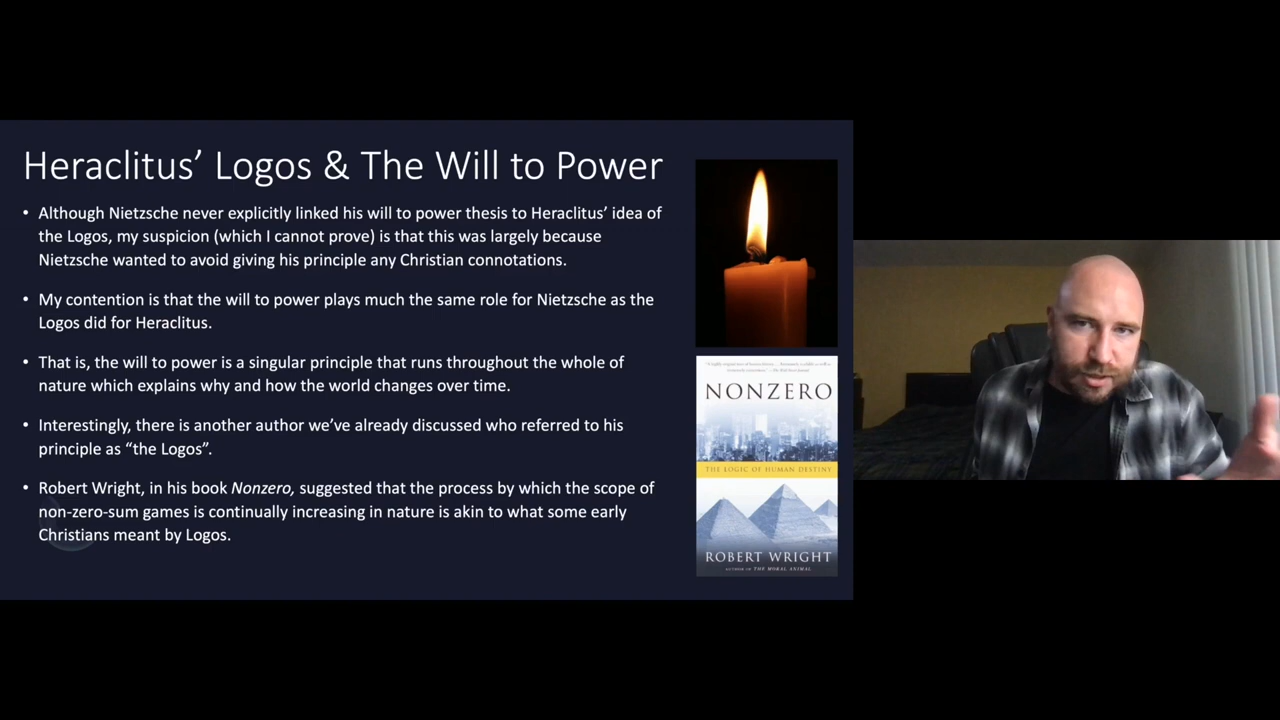 Heraclitus’ Logos & The Will to Power
• Although Nietzsche never explicitly linked his will to power thesis to Heraclitus’ idea of
the Logos, my suspicion (which I cannot prove) is that this was largely because
Nietzsche wanted to avoid giving his principle any Christian connotations.
• My contention is that the will to power plays much the same role for Nietzsche as the
Logos did for Heraclitus.
• That is, the will to power is a singular principle that runs throughout the whole of
nature which explains why and how the world changes over time.
• Interestingly, there is another author we’ve already discussed who referred to his
principle as “the Logos”.
• Robert Wright, in his book Nonzero, suggested that the process by which the scope of
non-zero-sum games is continually increasing in nature is akin to what some early
Christians meant by Logos.
NONZERO
THE LOGIC OF HUMAN DESTINY
ROBERT WRIGHT
AUTHOR OF THE MORAL ANIMAL